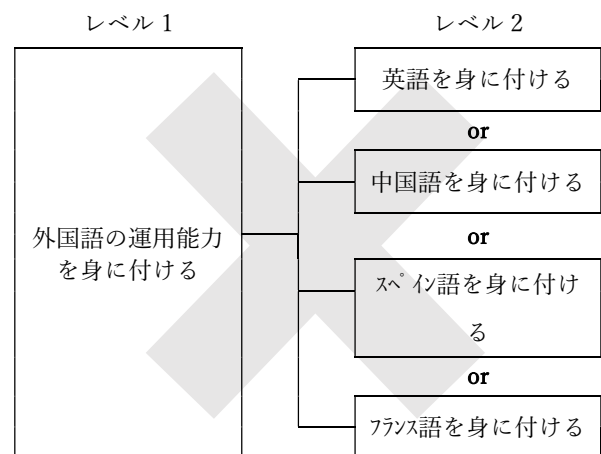 レベル 1
レベル 2
外国語の運用能力
を身に付ける
英語を身に付ける
or
中国語を身に付ける
or
ｽﾍﾟｲﾝ語を身に付け
る
or
ﾌﾗﾝｽ語を身に付ける